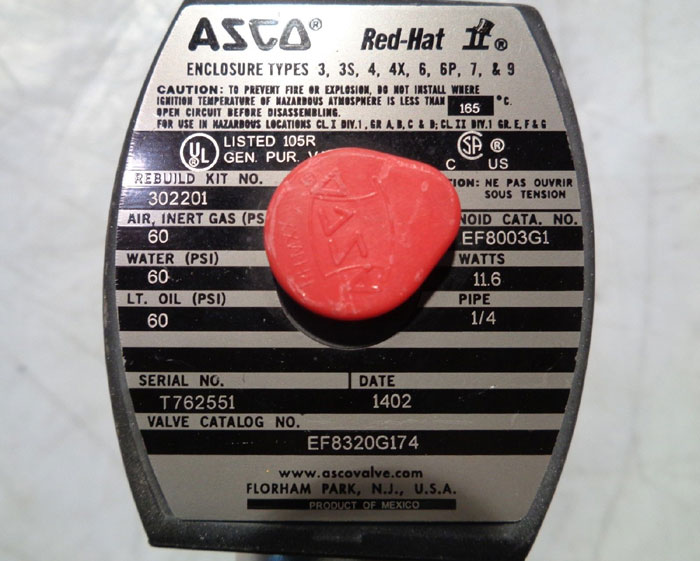 ASCO® Red-Hat II®
ENCLOSURE TYPES 3, 3S, 4, 4X, 6, 6P, 7, & 9
CAUTION: TO PREVENT FIRE OR EXPLOSION, DO NOT INSTALL WHERE
IGNITION TEMPERATURE OF HAZARDOUS ATMOSPHERE IS LESS THAN 165 °C.
OPEN CIRCUIT BEFORE DISASSEMBLING.
FOR USE IN HAZARDOUS LOCATIONS CL. I DIV.1, GR A, B, C & D; CL. II DIV.1 GR. E, F & G
UL LISTED 105R
GEN. PUR. C SA ® US
REBUILD KIT NO. NE PAS OUVRIR
302201 SOUS TENSION
AIR, INERT GAS (PS CATA. NO.
60 EF8003G1
WATER (PSI) WATTS
60 11.6
LT. OIL (PSI) PIPE
60 1/4
SERIAL NO. DATE
T762551 1402
VALVE CATALOG NO.
EF8320G174
www.ascovalve.com
FLORHAM PARK, N.J., U.S.A.
PRODUCT OF MEXICO